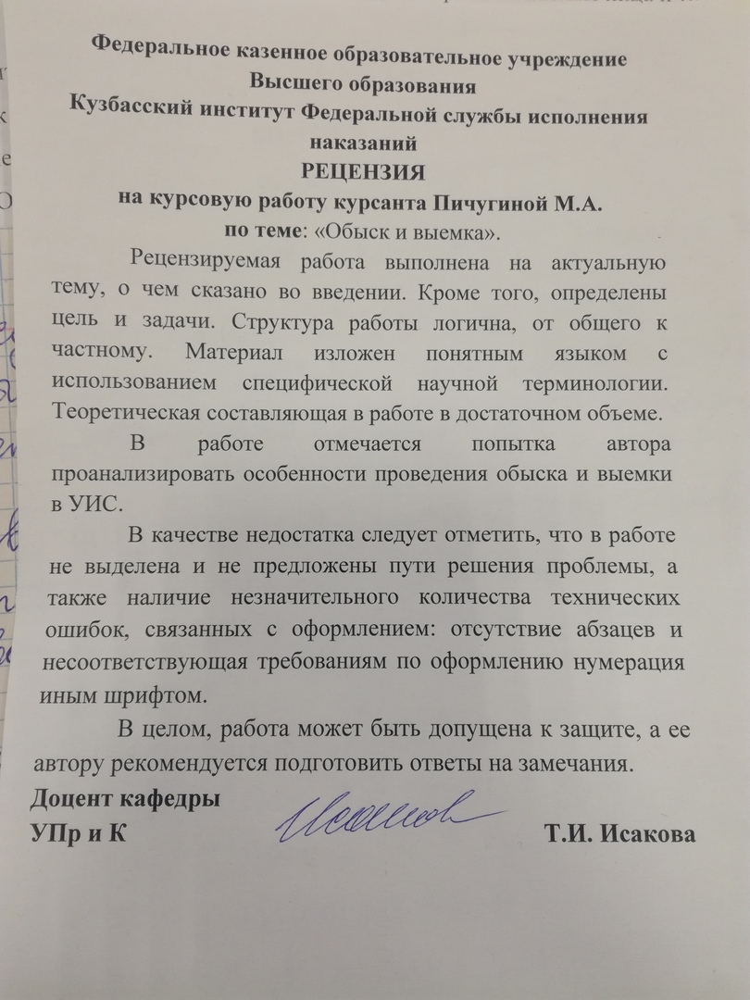 Федеральное казенное образовательное учреждение
Высшего образования
Кузбасский институт Федеральной службы исполнения
наказаний
РЕЦЕНЗИЯ
на курсовую работу курсанта Пичугиной М.А.
по теме: «Обыск и выемка».
Рецензируемая работа выполнена на актуальную
тему, о чем сказано во введении. Кроме того, определены
цель и задачи. Структура работы логична, от общего к
частному. Материал изложен понятным языком с
использованием специфической научной терминологии.
Теоретическая составляющая в работе в достаточном объеме.
В работе отмечается попытка автора
проанализировать особенности проведения обыска и выемки
в УИС.
В качестве недостатка следует отметить, что в работе
не выделена и не предложены пути решения проблемы, а
также наличие незначительного количества технических
ошибок, связанных с оформлением: отсутствие абзацев и
несоответствующая требованиям по оформлению нумерация
иным шрифтом.
В целом, работа может быть допущена к защите, а ее
автору рекомендуется подготовить ответы на замечания.
Доцент кафедры
УПр и К Т.И. Исакова